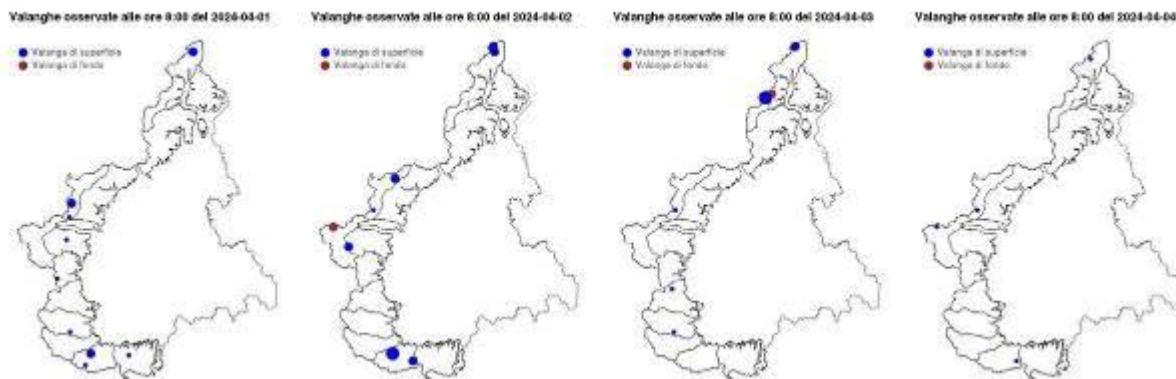 Valanghe osservate alle ore 8:00 del 2024-04-01
Valanga di superficie
Valanga di fondo
Valanghe osservate alle ore 8:00 del 2024-04-02
Valanga di superficie
Valanga di fondo
Valanghe osservate alle ore 8:00 del 2024-04-03
Valanga di superficie
Valanga di fondo
Valanghe osservate alle ore 8:00 del 2024-04-04
Valanga di superficie
Valanga di fondo